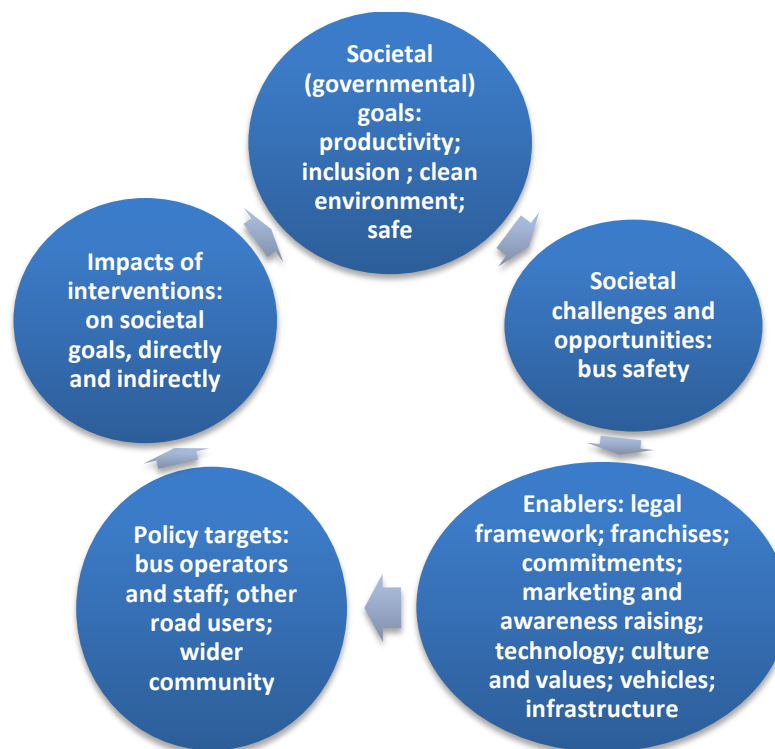 Societal
(governmental)
goals:
productivity;
inclusion ; clean
environment;
safe
Societal
challenges and
opportunities:
bus safety
Enablers: legal
framework; franchises;
commitments;
marketing and
awareness raising;
technology; culture
and values; vehicles;
infrastructure
Policy targets:
bus operators
and staff; other
road users;
wider
community
Impacts of
interventions:
on societal
goals, directly
and indirectly